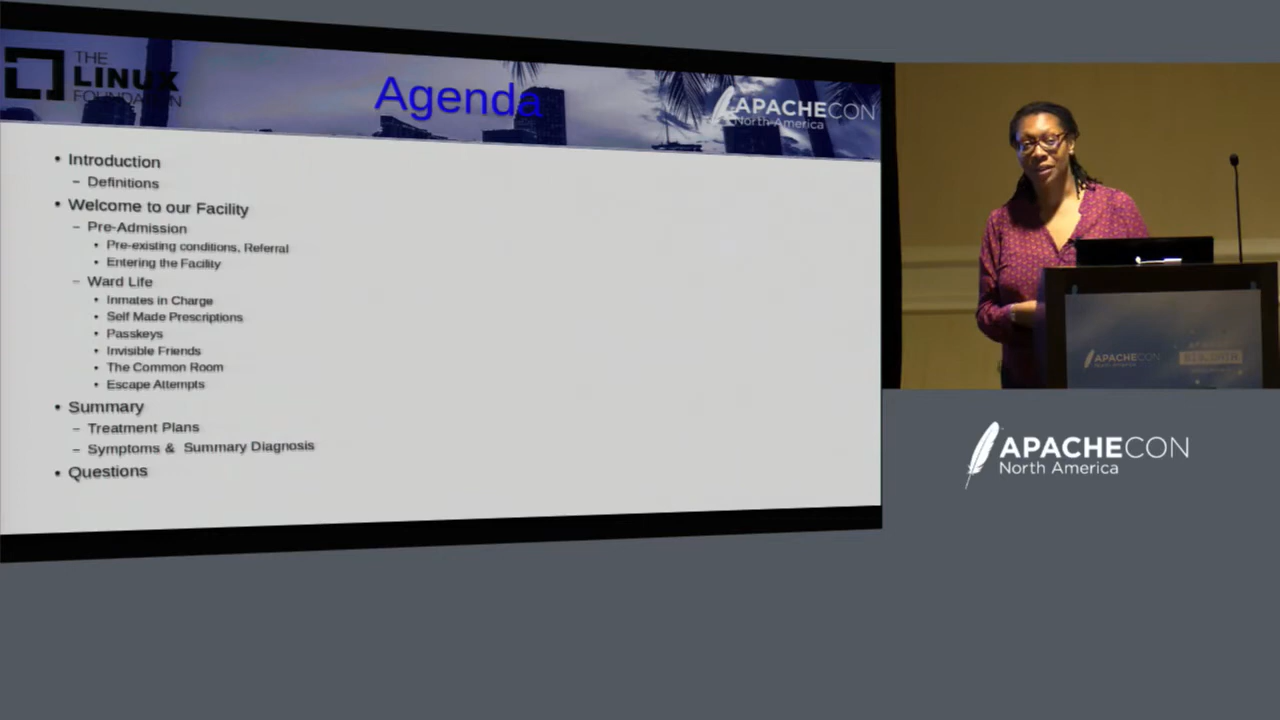 THE
LINUX
FOUNDATION
Agenda
APACHECON
North America
• Introduction
– Definitions
• Welcome to our Facility
– Pre-Admission
• Pre-existing conditions, Referral
• Entering the Facility
– Ward Life
• Inmates in Charge
• Self Made Prescriptions
• Passkeys
• Invisible Friends
• The Common Room
• Escape Attempts
• Summary
– Treatment Plans
– Symptoms & Summary Diagnosis
• Questions
APACHECON
North America
APACHE
BIG_DATA
APACHECON
North America